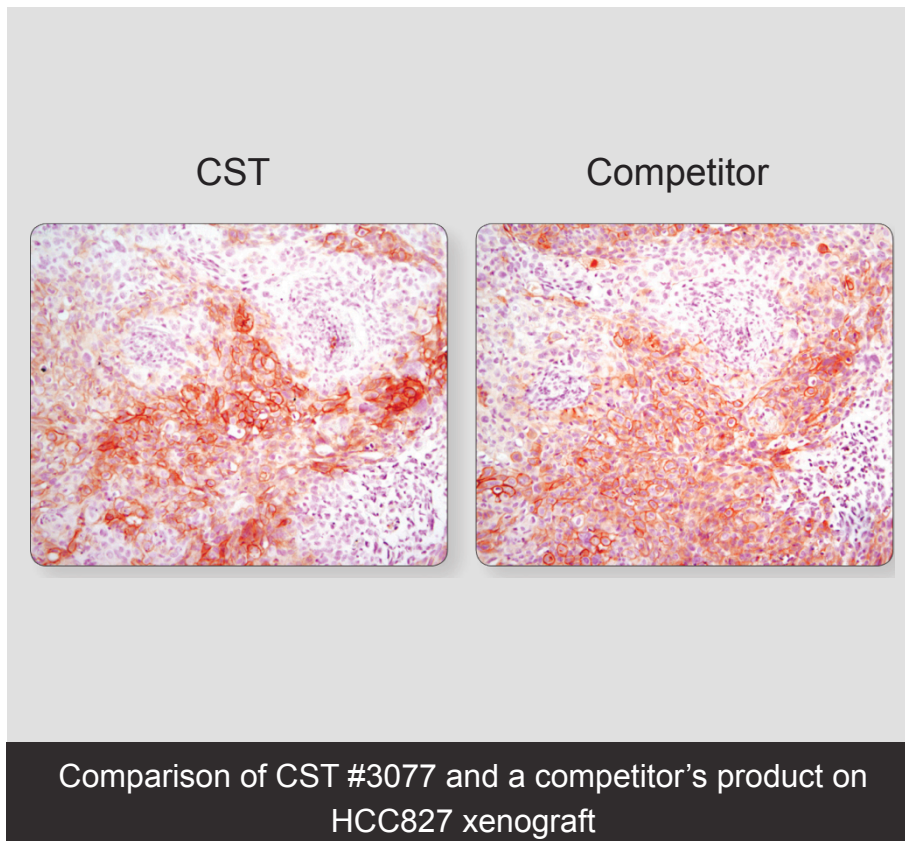 CST
Competitor
Comparison of CST #3077 and a competitor’s product on
HCC827 xenograft